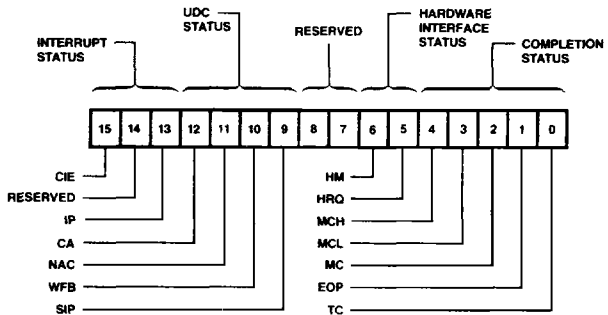 INTERRUPT
STATUS
UDC
STATUS
RESERVED
HARDWARE
INTERFACE
STATUS
COMPLETION
STATUS
15 14 13 12 11 10 9 8 7 6 5 4 3 2 1 0
CIE
RESERVED
IP
CA
NAC
WFB
SIP
HM
HRQ
MCH
MCL
MC
EOP
TC